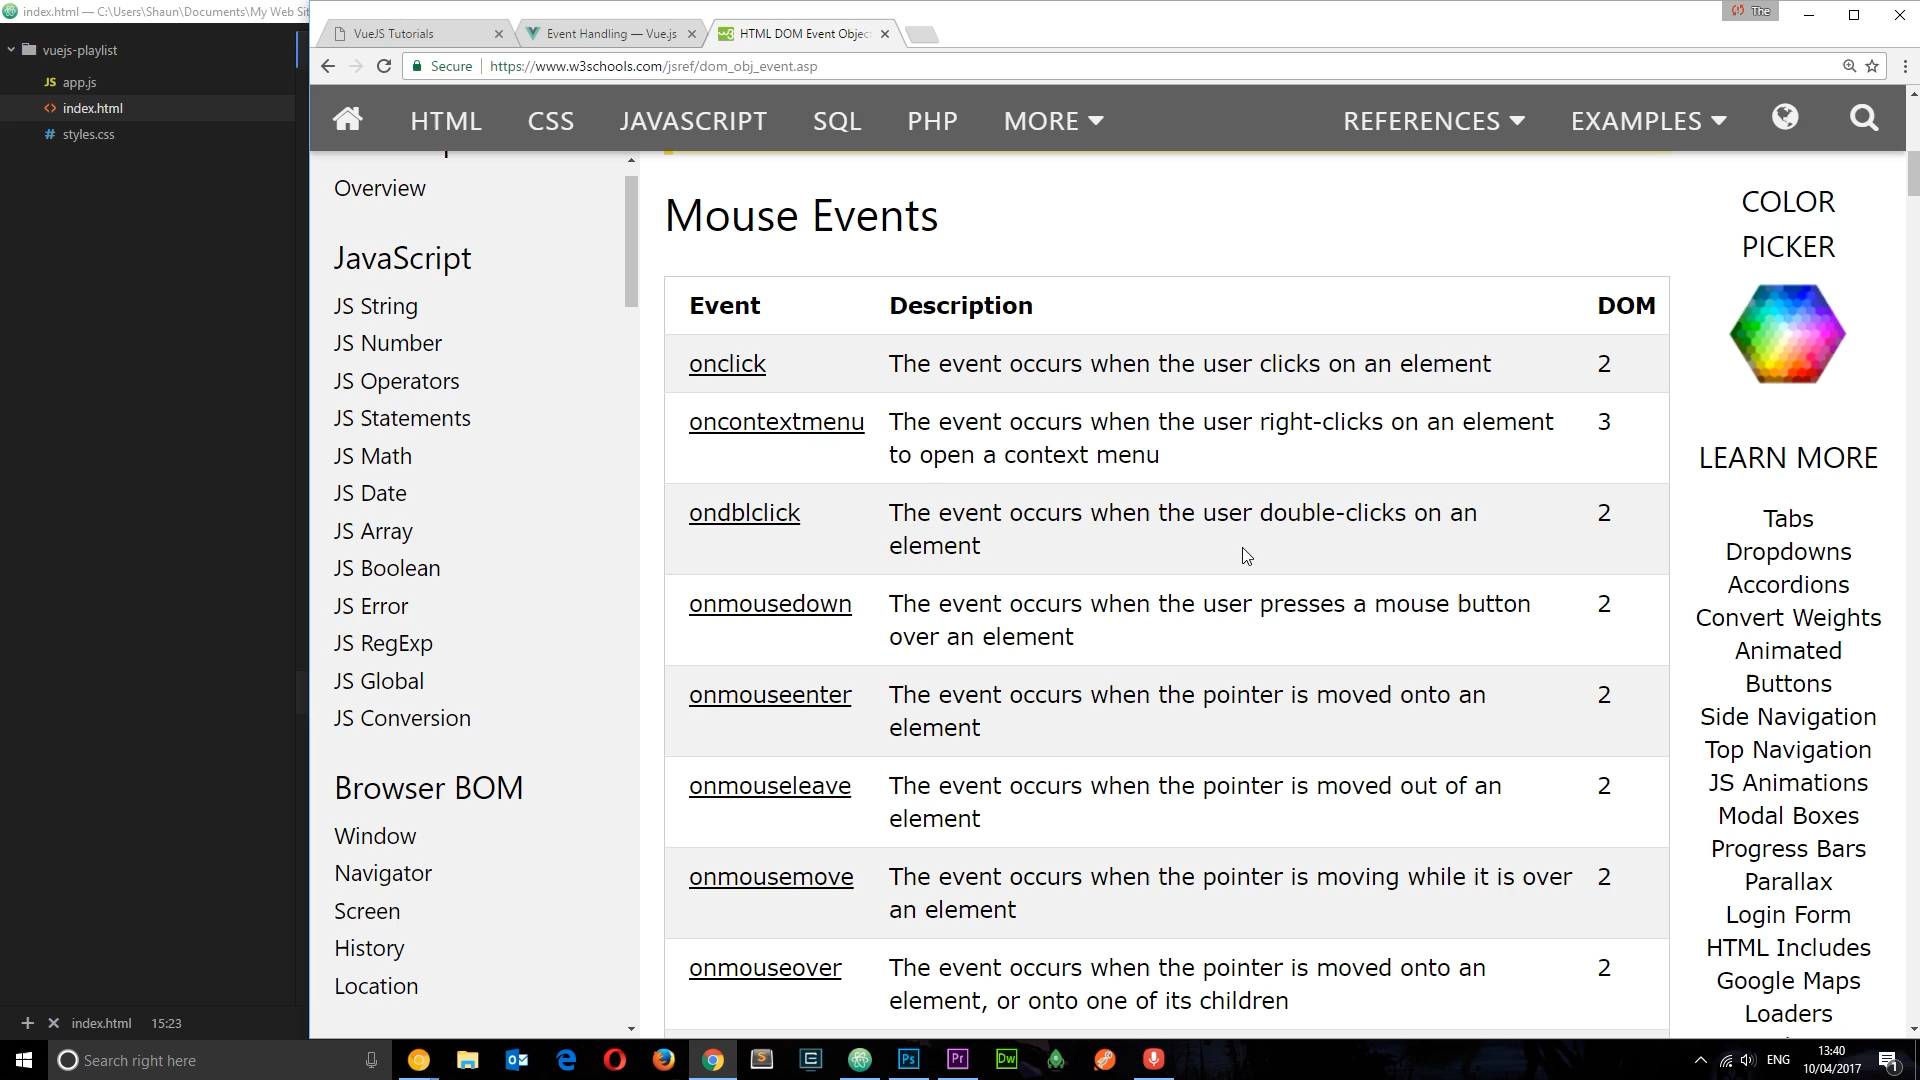 index.html — C:\Users\Shaun\Documents\My Web Sit
The
vuejs-playlist
JS app.js
<> index.html
# styles.css
VueJS Tutorials
Event Handling — Vue.js
HTML DOM Event Objec
Secure
https://www.w3schools.com/jsref/dom_obj_event.asp
HTML
CSS
JAVASCRIPT
SQL
PHP
MORE
REFERENCES
EXAMPLES
Overview
JavaScript
JS String
JS Number
JS Operators
JS Statements
JS Math
JS Date
JS Array
JS Boolean
JS Error
JS RegExp
JS Global
JS Conversion
Browser BOM
Window
Navigator
Screen
History
Location
Mouse Events
Event Description DOM
onclick The event occurs when the user clicks on an element 2
oncontextmenu The event occurs when the user right-clicks on an element 3
to open a context menu
ondblclick The event occurs when the user double-clicks on an 2
element
onmousedown The event occurs when the user presses a mouse button 2
over an element
onmouseenter The event occurs when the pointer is moved onto an 2
element
onmouseleave The event occurs when the pointer is moved out of an 2
element
onmousemove The event occurs when the pointer is moving while it is over 2
an element
onmouseover The event occurs when the pointer is moved onto an 2
element, or onto one of its children
COLOR
PICKER
LEARN MORE
Tabs
Dropdowns
Accordions
Convert Weights
Animated
Buttons
Side Navigation
Top Navigation
JS Animations
Modal Boxes
Progress Bars
Parallax
Login Form
HTML Includes
Google Maps
Loaders
index.html 15:23
Search right here
Ps
Pr
Dw
ENG
13:40
10/04/2017
1